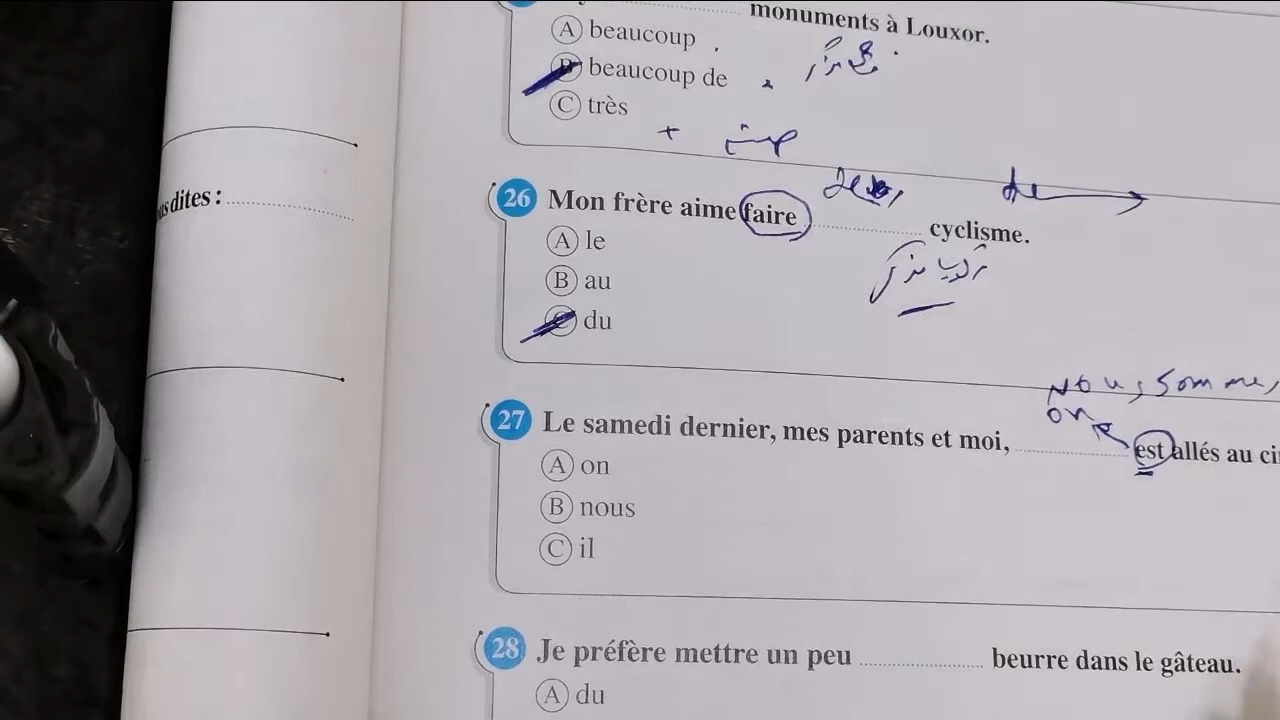 monuments à Louxor.
A beaucoup
B beaucoup de
C très
dites : ....................
26 Mon frère aime faire .................... cyclisme.
de
A le
B au
C du
Nous sommes
on
27 Le samedi dernier, mes parents et moi, .................... est allés au
A on
B nous
C il
28 Je préfère mettre un peu .................... beurre dans le gâteau.
A du